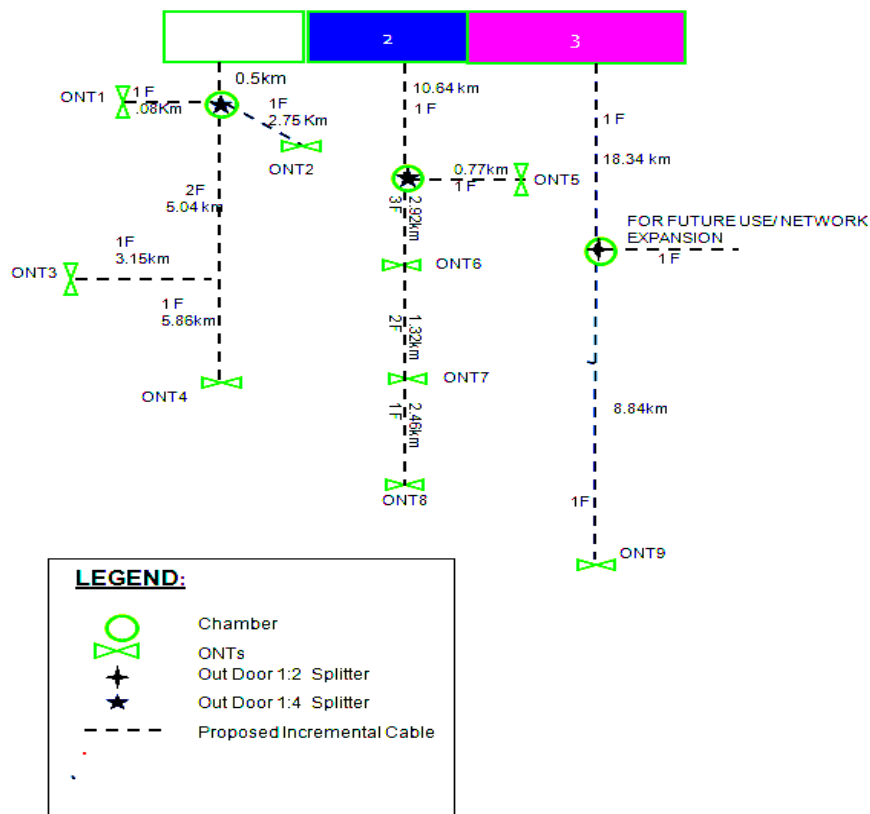 2
3
0.5km
ONT1
1F
.08Km
1F
2.75 Km
ONT2
2F
5.04 km
1F
3.15km
ONT3
1 F
5.86km
ONT4
10.64 km
1 F
0.77km
1F
ONT5
2.92km
3F
ONT6
1.32km
2F
ONT7
2.46km
1F
ONT8
1 F
18.34 km
FOR FUTURE USE/ NETWORK
EXPANSION
1F
8.84km
1F
ONT9
LEGEND:
Chamber
ONTs
Out Door 1:2 Splitter
Out Door 1:4 Splitter
Proposed Incremental Cable